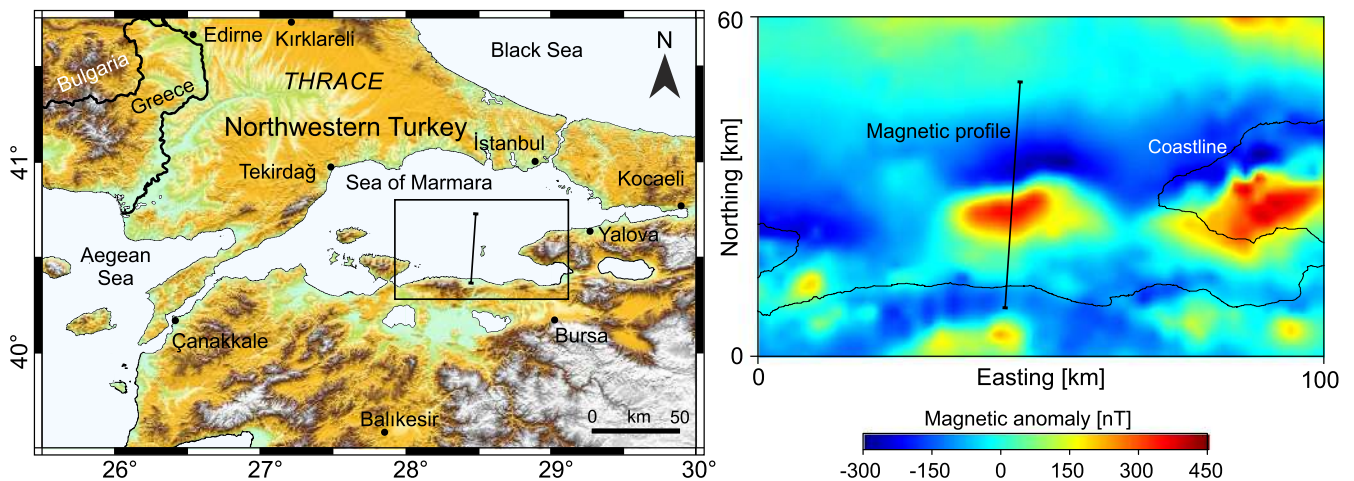 Edirne
Kırklareli
Black Sea
N
Bulgaria
THRACE
Greece
Northwestern Turkey
İstanbul
41°
Tekirdağ
Sea of Marmara
Kocaeli
Yalova
Aegean
Sea
40°
Çanakkale
Bursa
Balıkesir
0 km 50
26° 27° 28° 29° 30°
60
Magnetic profile
Coastline
Northing [km]
0
0 Easting [km] 100
Magnetic anomaly [nT]
-300 -150 0 150 300 450